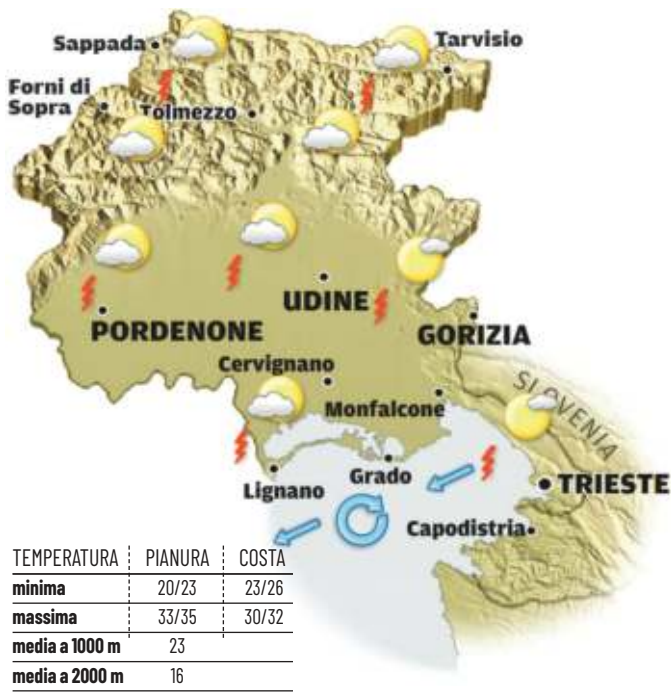 Sappada
Tarvisio
Forni di
Sopra
Tolmezzo
UDINE
PORDENONE
GORIZIA
Cervignano
SLOVENIA
Monfalcone
Grado
Lignano
TRIESTE
Capodistria
TEMPERATURA PIANURA COSTA
minima 20/23 23/26
massima 33/35 30/32
media a 1000 m 23
media a 2000 m 16